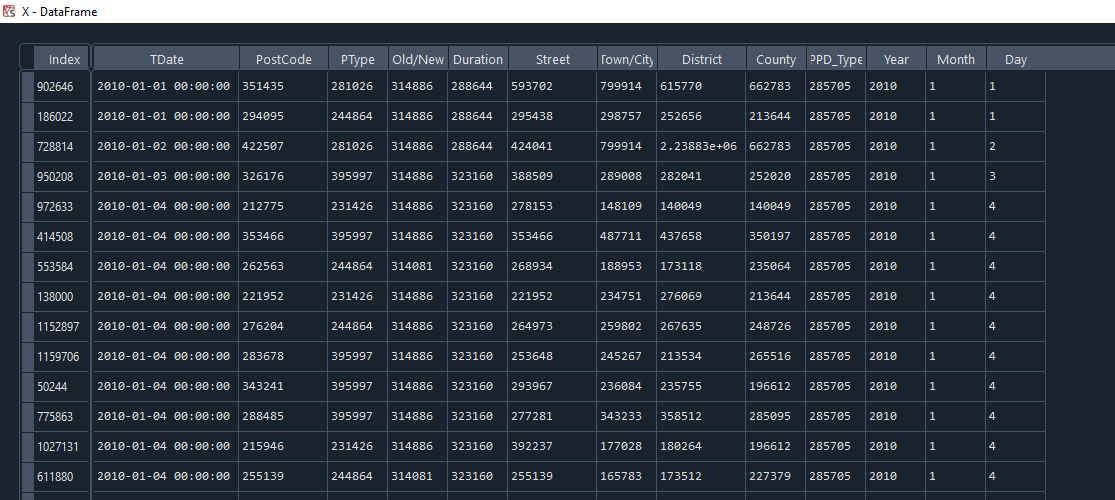 X - DataFrame
Index TDate PostCode PType Old/New Duration Street Town/City District County PPD_Type Year Month Day
902646 2010-01-01 00:00:00 351435 281026 314886 288644 593702 799914 615770 662783 285705 2010 1 1
186022 2010-01-01 00:00:00 294095 244864 314886 288644 295438 298757 252656 213644 285705 2010 1 1
728814 2010-01-02 00:00:00 422507 281026 314886 288644 424041 799914 2.23883e+06 662783 285705 2010 1 2
950208 2010-01-03 00:00:00 326176 395997 314886 323160 388509 289008 282041 252020 285705 2010 1 3
972633 2010-01-04 00:00:00 212775 231426 314886 323160 278153 148109 140049 140049 285705 2010 1 4
414508 2010-01-04 00:00:00 353466 395997 314886 323160 353466 487711 437658 350197 285705 2010 1 4
553584 2010-01-04 00:00:00 262563 244864 314081 323160 268934 188953 173118 235064 285705 2010 1 4
138000 2010-01-04 00:00:00 221952 231426 314886 323160 221952 234751 276069 213644 285705 2010 1 4
1152897 2010-01-04 00:00:00 276204 244864 314886 323160 264973 259802 267635 248726 285705 2010 1 4
1159706 2010-01-04 00:00:00 283678 395997 314886 323160 253648 245267 213534 265516 285705 2010 1 4
50244 2010-01-04 00:00:00 343241 395997 314886 323160 293967 236084 235755 196612 285705 2010 1 4
775863 2010-01-04 00:00:00 288485 395997 314886 323160 277281 343233 358512 285095 285705 2010 1 4
1027131 2010-01-04 00:00:00 215946 231426 314886 323160 392237 177028 180264 196612 285705 2010 1 4
611880 2010-01-04 00:00:00 255139 244864 314081 323160 255139 165783 173512 227379 285705 2010 1 4